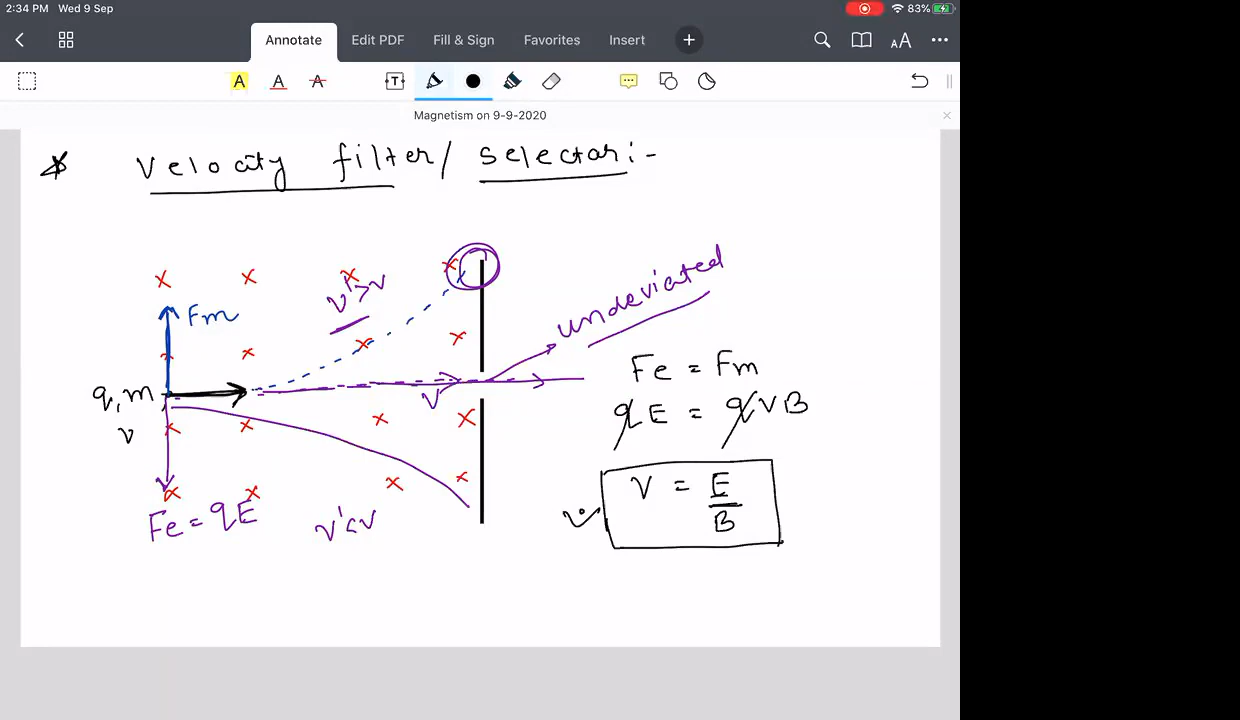 2:34 PM Wed 9 Sep 83%
Annotate Edit PDF Fill & Sign Favorites Insert
A A A T AA
Magnetism on 9-9-2020
Velocity filter/ selector:-
Fm
v'>v
undeviated
q,m
v
V
Fe = Fm
qE = qVB
V = E/B
Fe = qE
v'<v